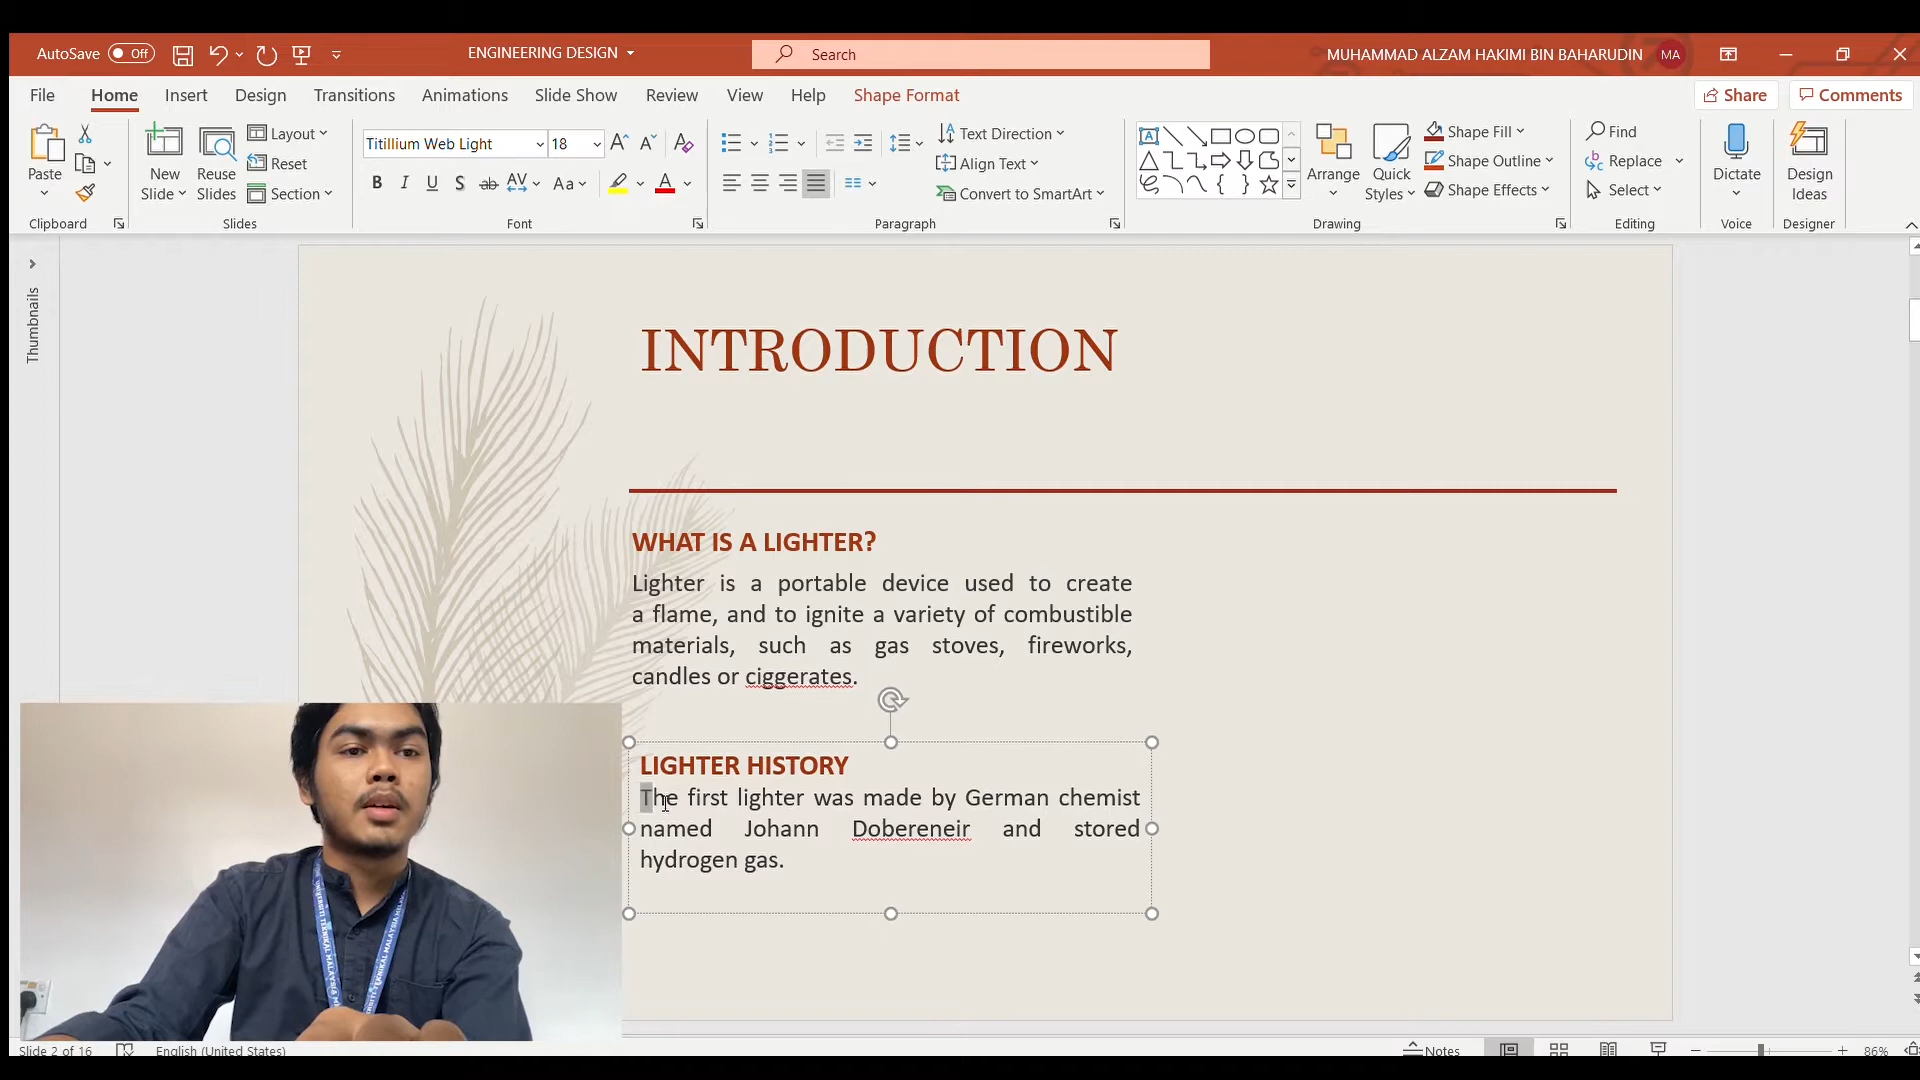 AutoSave Off
ENGINEERING DESIGN
Search
MUHAMMAD ALZAM HAKIMI BIN BAHARUDIN MA
File Home Insert Design Transitions Animations Slide Show Review View Help Shape Format
Share Comments
Paste
New Slide
Reuse Slides
Layout
Reset
Section
Titillium Web Light 18
B I U S ab AV Aa A
Text Direction
Align Text
Convert to SmartArt
Arrange
Quick Styles
Shape Fill
Shape Outline
Shape Effects
Find
Replace
Select
Dictate
Design Ideas
Clipboard Slides Font Paragraph Drawing Editing Voice Designer
Thumbnails
INTRODUCTION
WHAT IS A LIGHTER?
Lighter is a portable device used to create
a flame, and to ignite a variety of combustible
materials, such as gas stoves, fireworks,
candles or ciggerates.
LIGHTER HISTORY
The first lighter was made by German chemist
named Johann Dobereneir and stored
hydrogen gas.
UNIVERSITI TEKNIKAL MALAYSIA
Slide 2 of 16 English (United States) Notes 86%